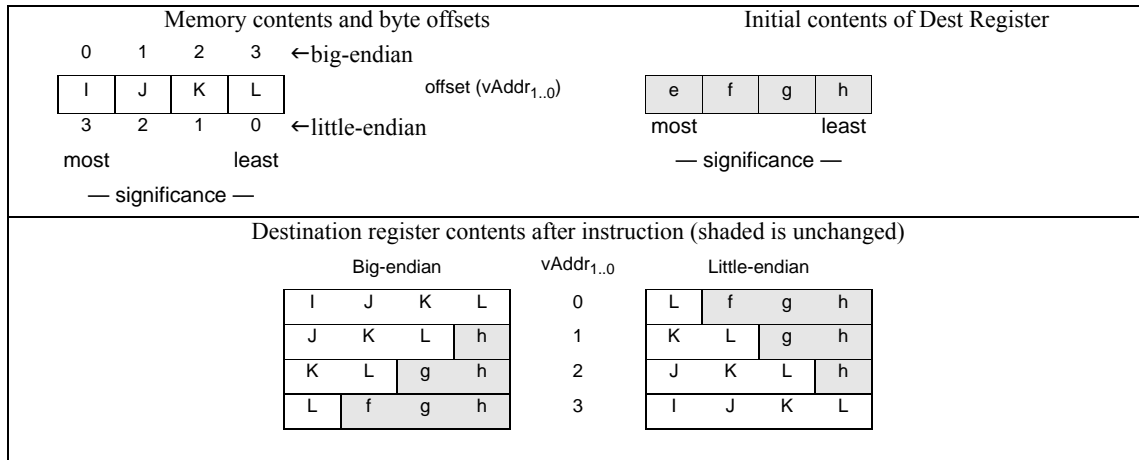 Memory contents and byte offsets Initial contents of Dest Register
0 1 2 3 ←big-endian
I J K L offset (vAddr1..0) e f g h
3 2 1 0 ←little-endian most least
most least — significance —
— significance —
Destination register contents after instruction (shaded is unchanged)
Big-endian vAddr1..0 Little-endian
I J K L 0 L f g h
J K L h 1 K L g h
K L g h 2 J K L h
L f g h 3 I J K L